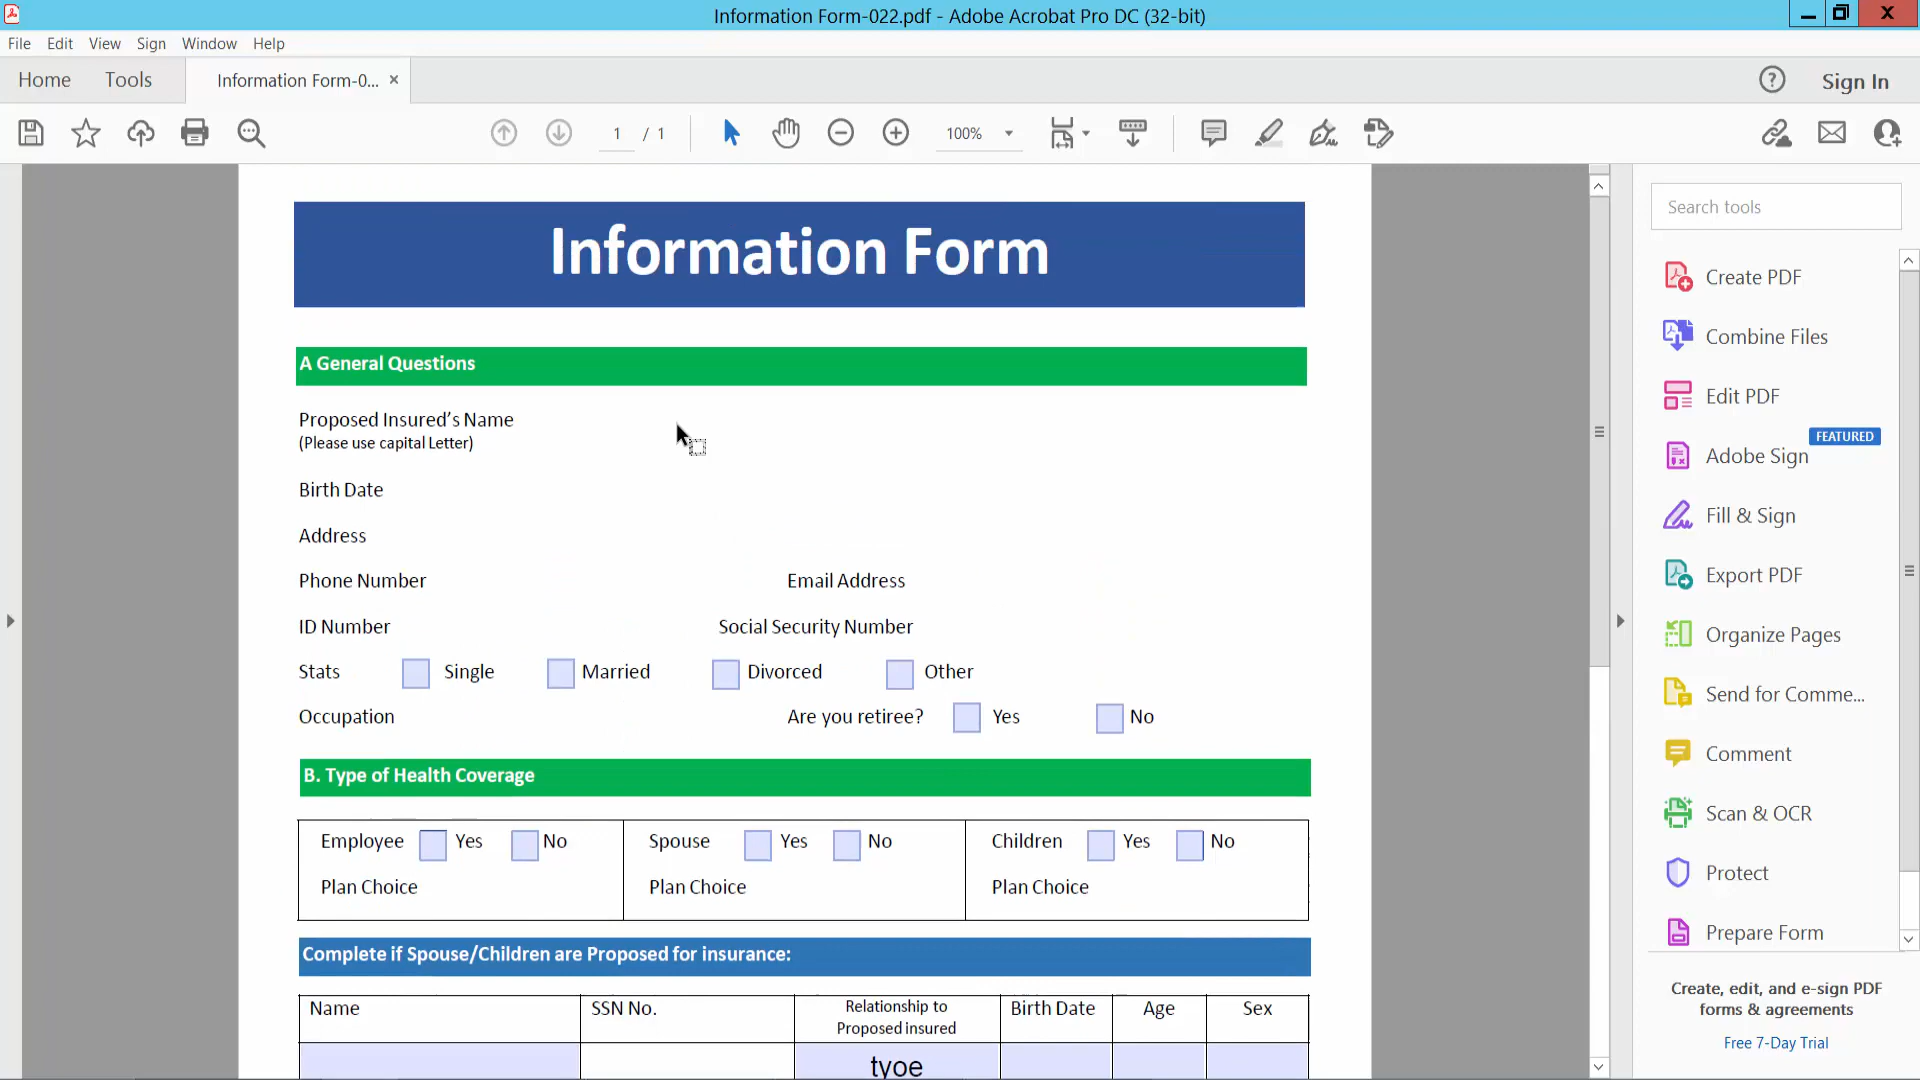 Information Form-022.pdf - Adobe Acrobat Pro DC (32-bit)
File Edit View Sign Window Help
Home Tools Information Form-0... × Sign In
1 / 1 100%
Information Form
A General Questions
Proposed Insured's Name
(Please use capital Letter)
Birth Date
Address
Phone Number Email Address
ID Number Social Security Number
Stats Single Married Divorced Other
Occupation Are you retiree? Yes No
B. Type of Health Coverage
Employee Yes No Spouse Yes No Children Yes No
Plan Choice Plan Choice Plan Choice
Complete if Spouse/Children are Proposed for insurance:
Name SSN No. Relationship to Proposed insured Birth Date Age Sex
tyoe
Search tools
Create PDF
Combine Files
Edit PDF
FEATURED
Adobe Sign
Fill & Sign
Export PDF
Organize Pages
Send for Comme...
Comment
Scan & OCR
Protect
Prepare Form
Create, edit, and e-sign PDF
forms & agreements
Free 7-Day Trial